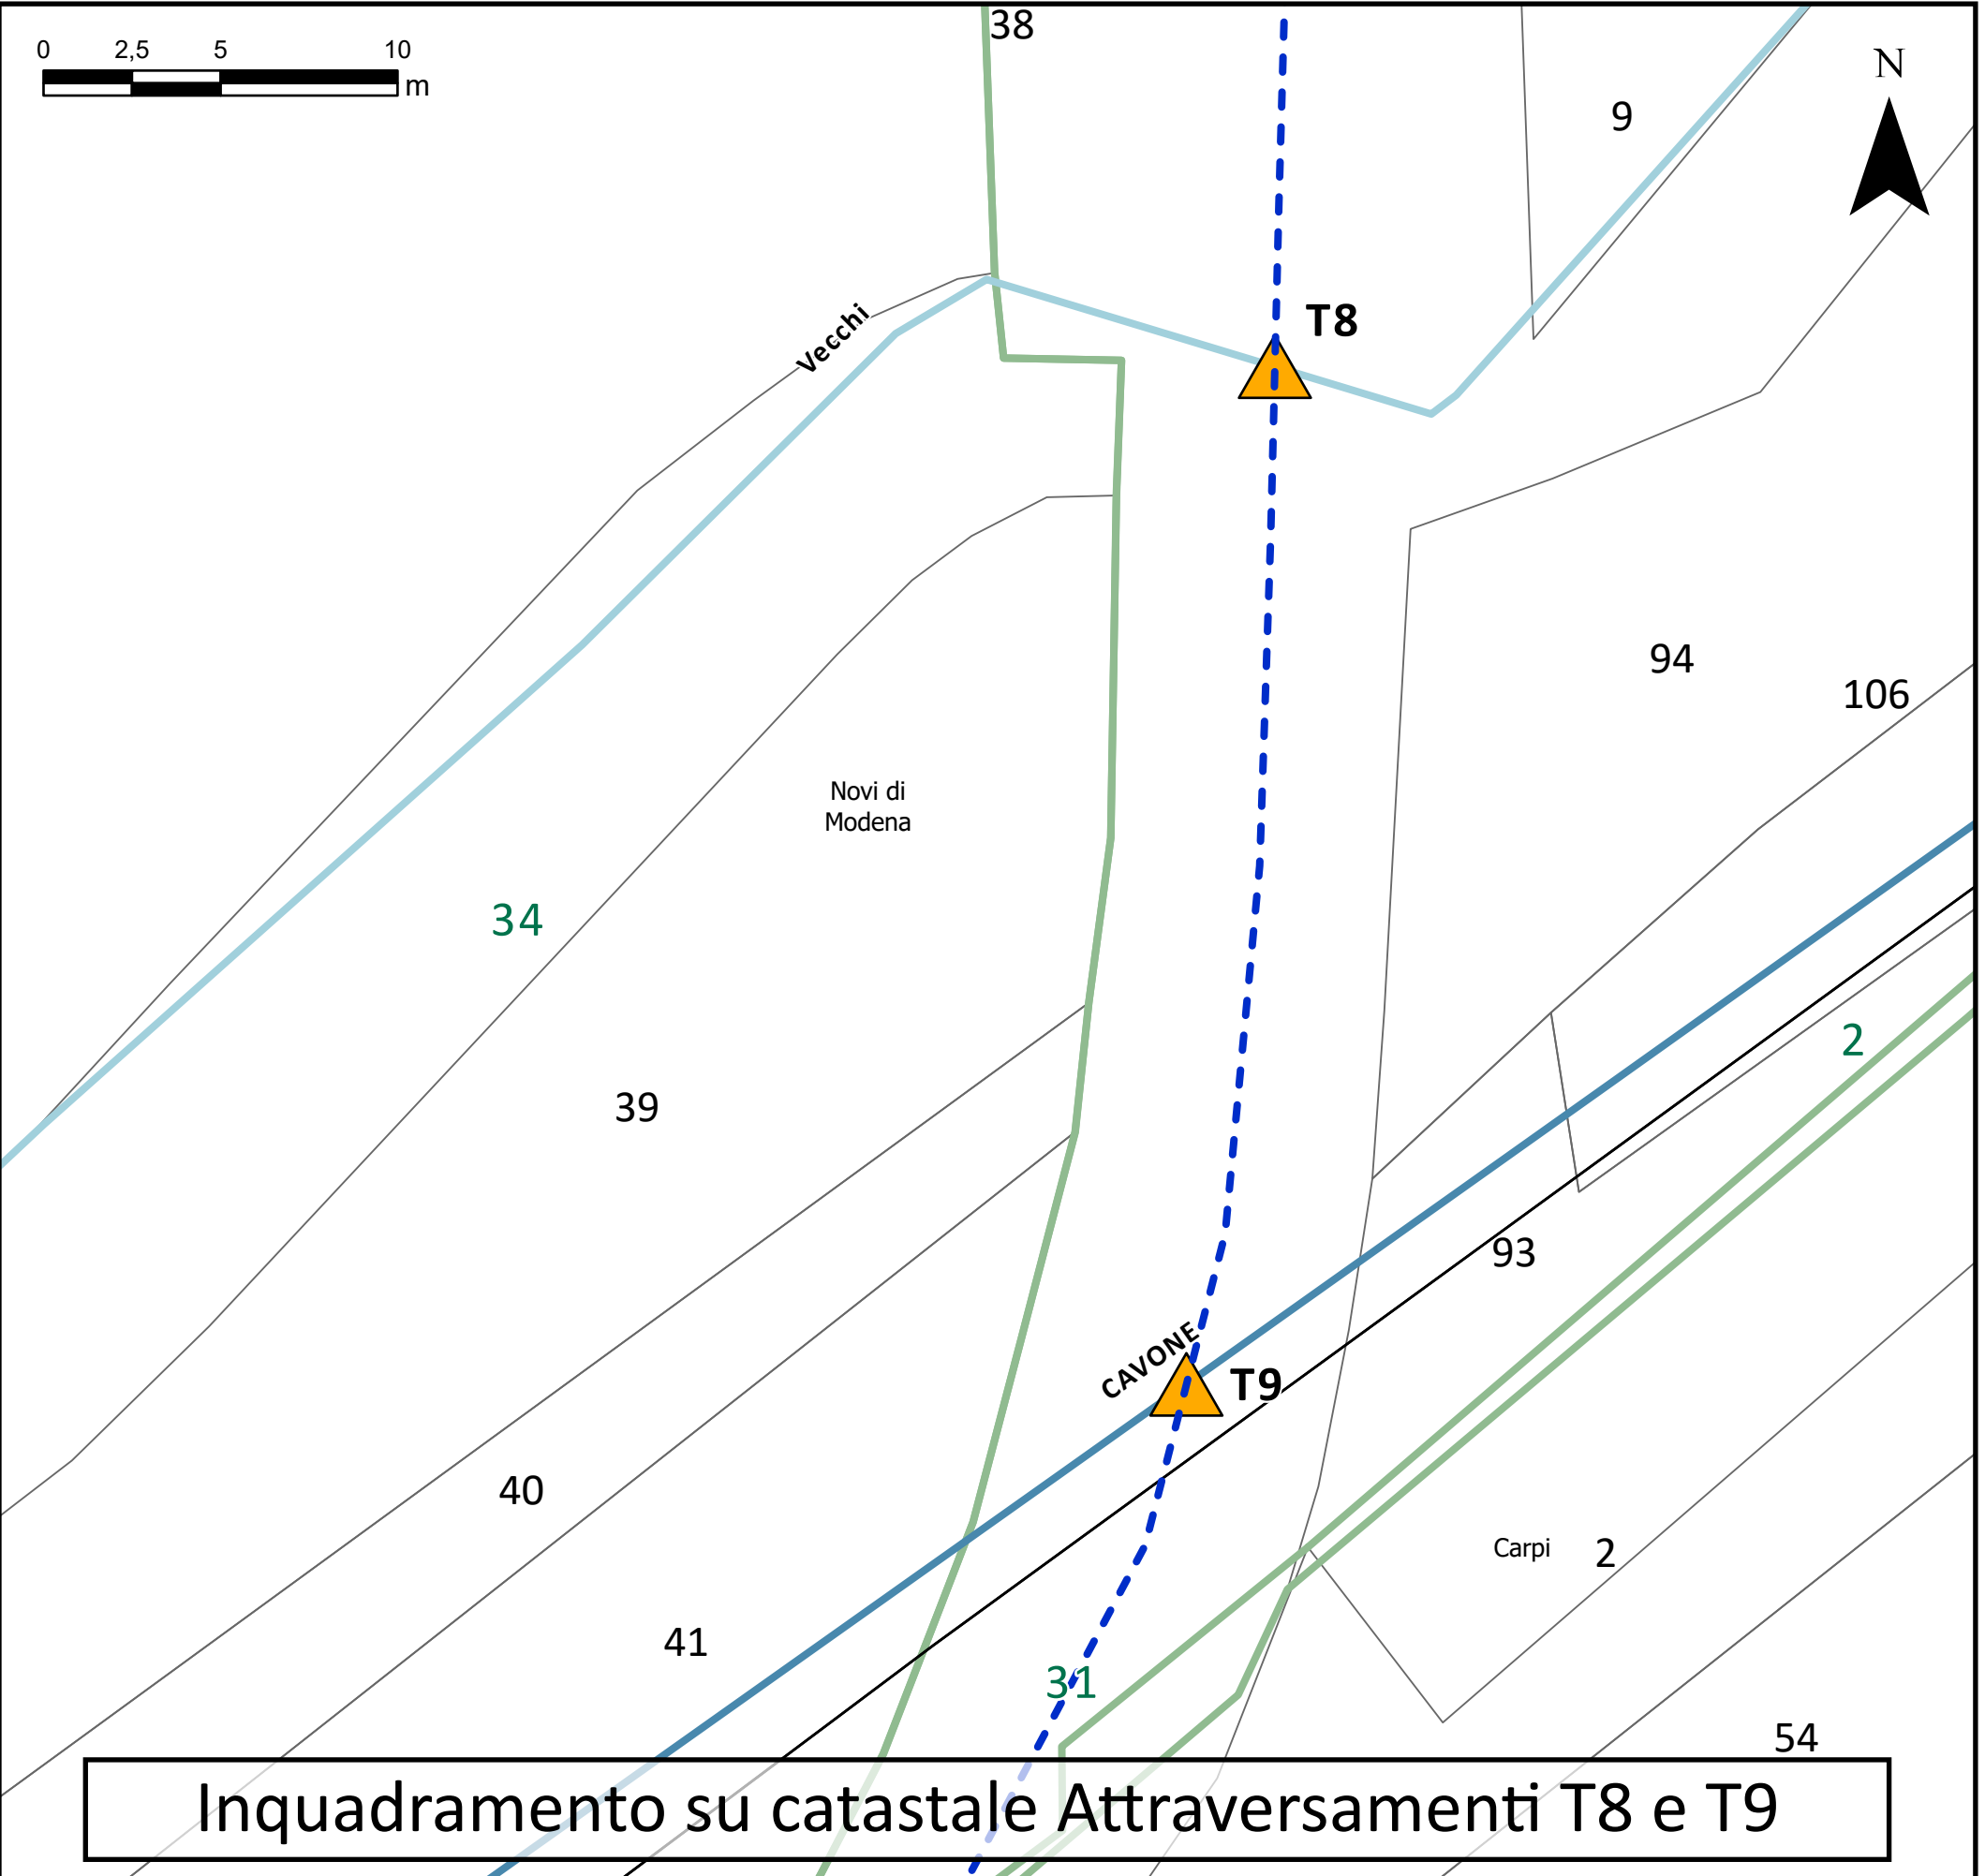 38
0 2,5 5 10
m
N
9
Vecchi
T8
94
106
Novi di
Modena
34
2
39
93
CAVONE
T9
40
Carpi 2
41
31
54
Inquadramento su catastale Attraversamenti T8 e T9